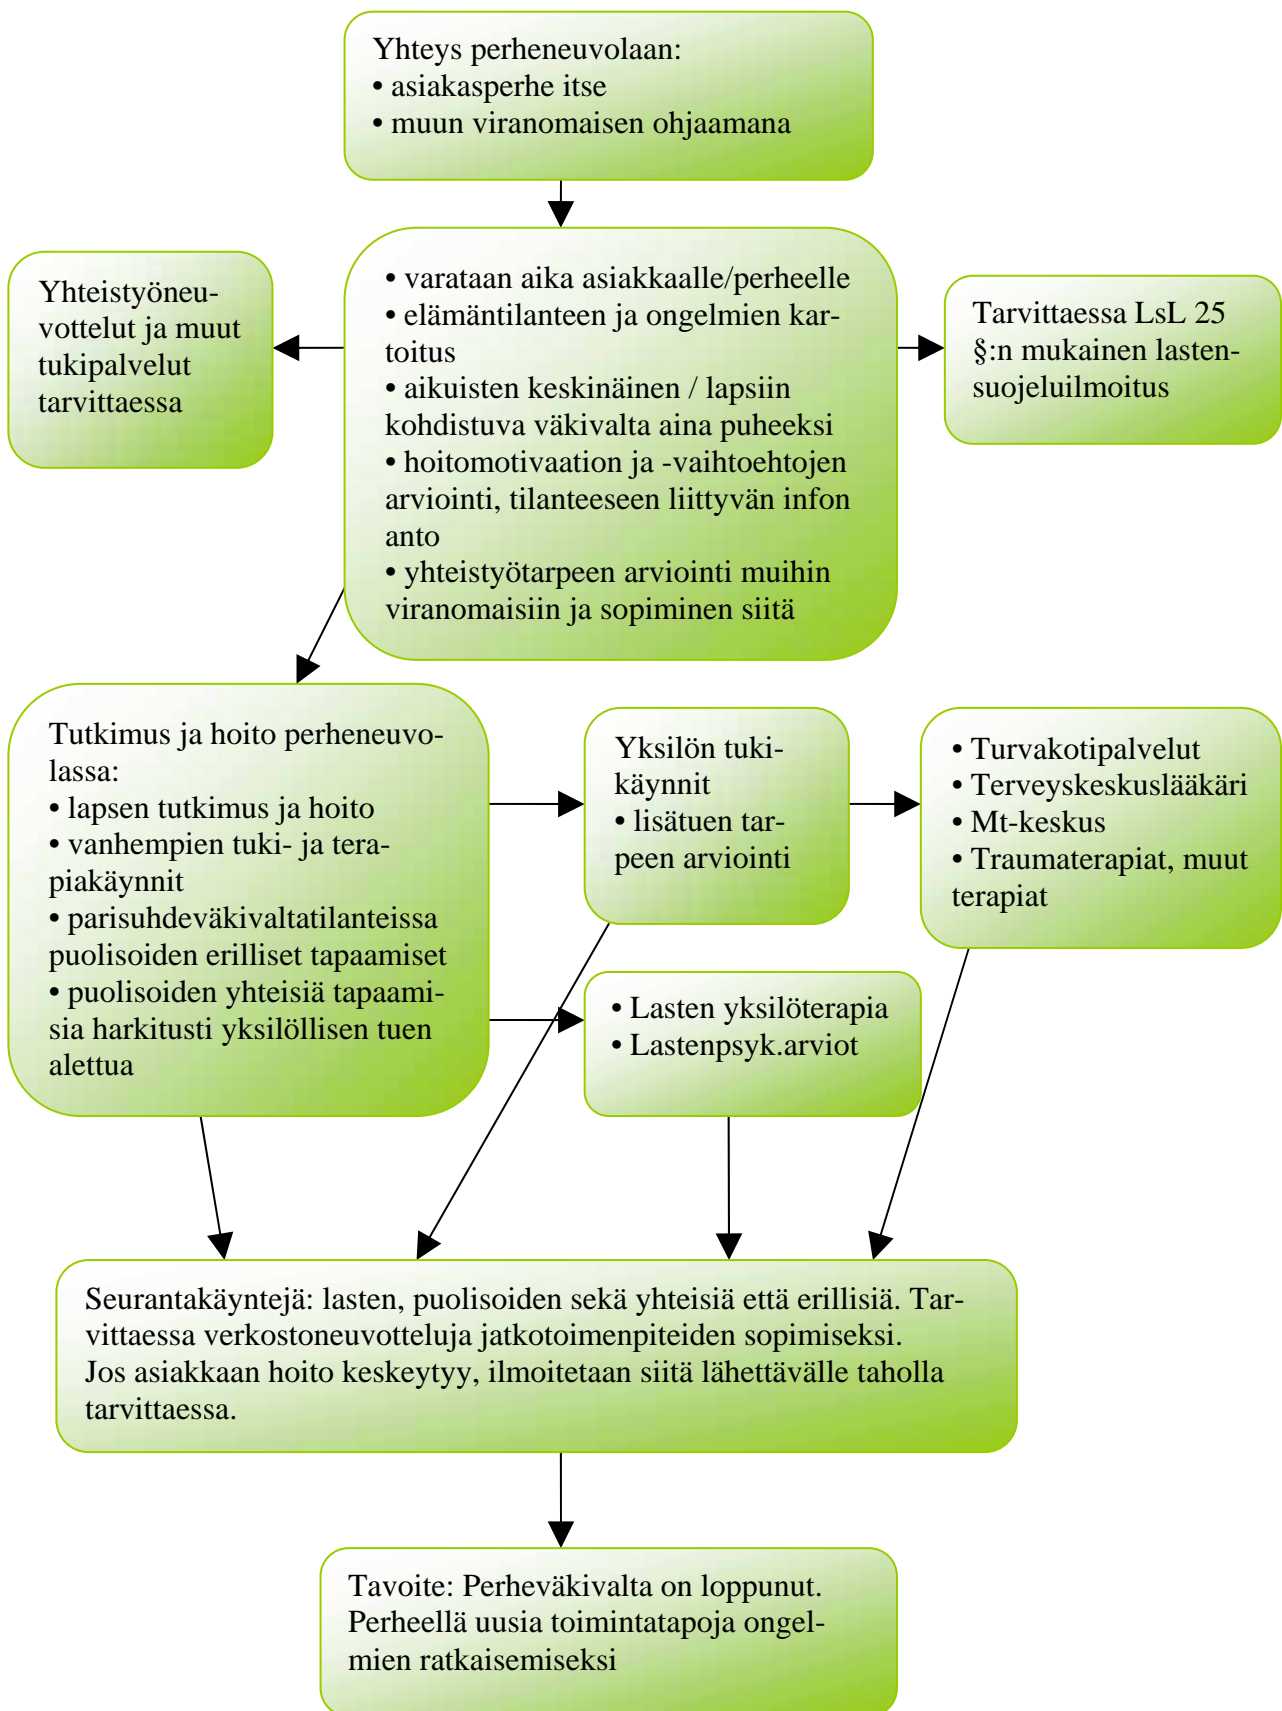 Yhteys perheneuvolaan:
• asiakasperhe itse
• muun viranomaisen ohjaamana
Yhteistyöneu-
vottelut ja muut
tukipalvelut
tarvittaessa
• varataan aika asiakkaalle/perheelle
• elämäntilanteen ja ongelmien kar-
toitus
• aikuisten keskinäinen / lapsiin
kohdistuva väkivalta aina puheeksi
• hoitomotivaation ja -vaihtoehtojen
arviointi, tilanteeseen liittyvän infon
anto
• yhteistyötarpeen arviointi muihin
viranomaisiin ja sopiminen siitä
Tarvittaessa LsL 25
§:n mukainen lasten-
suojeluilmoitus
Tutkimus ja hoito perheneuvo-
lassa:
• lapsen tutkimus ja hoito
• vanhempien tuki- ja tera-
piakäynnit
• parisuhdeväkivaltatilanteissa
puolisoiden erilliset tapaamiset
• puolisoiden yhteisiä tapaami-
sia harkitusti yksilöllisen tuen
alettua
Yksilön tuki-
käynnit
• lisätuen tar-
peen arviointi
• Turvakotipalvelut
• Terveyskeskuslääkäri
• Mt-keskus
• Traumaterapiat, muut
terapiat
• Lasten yksilöterapia
• Lastenpsyk.arviot
Seurantakäyntejä: lasten, puolisoiden sekä yhteisiä että erillisiä. Tar-
vittaessa verkostoneuvotteluja jatkotoimenpiteiden sopimiseksi.
Jos asiakkaan hoito keskeytyy, ilmoitetaan siitä lähettävälle taholla
tarvittaessa.
Tavoite: Perheväkivalta on loppunut.
Perheellä uusia toimintatapoja ongel-
mien ratkaisemiseksi